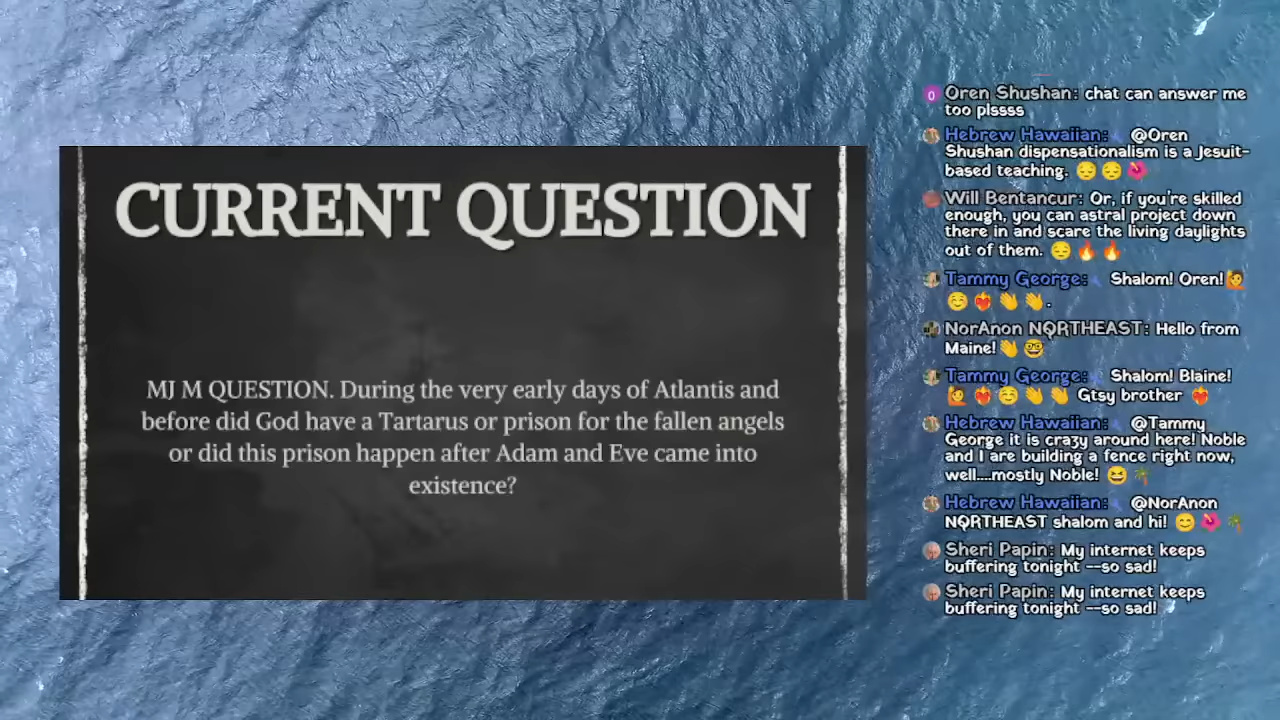 CURRENT QUESTION
MJ M QUESTION. During the very early days of Atlantis and
before did God have a Tartarus or prison for the fallen angels
or did this prison happen after Adam and Eve came into
existence?
O Oren Shushan: chat can answer me
too plssss
Hebrew Hawaiian: @Oren
Shushan dispensationalism is a Jesuit-
based teaching. 😔😔🌺
Will Bentancur: Or, if you're skilled
enough, you can astral project down
there in and scare the living daylights
out of them. 😔🔥🔥
Tammy George: Shalom! Oren!🙋
☺️❤️‍🔥👋👋.
NorAnon NQRTHEAST: Hello from
Maine!👋🤓
Tammy George: Shalom! Blaine!
🙋❤️‍🔥☺️👋👋 Gtsy brother ❤️‍🔥
Hebrew Hawaiian: @Tammy
George it is crazy around here! Noble
and I are building a fence right now,
well....mostly Noble! 😆🌴
Hebrew Hawaiian: @NorAnon
NQRTHEAST shalom and hi! 😊🌺🌴
Sheri Papin: My internet keeps
buffering tonight --so sad!
Sheri Papin: My internet keeps
buffering tonight --so sad!